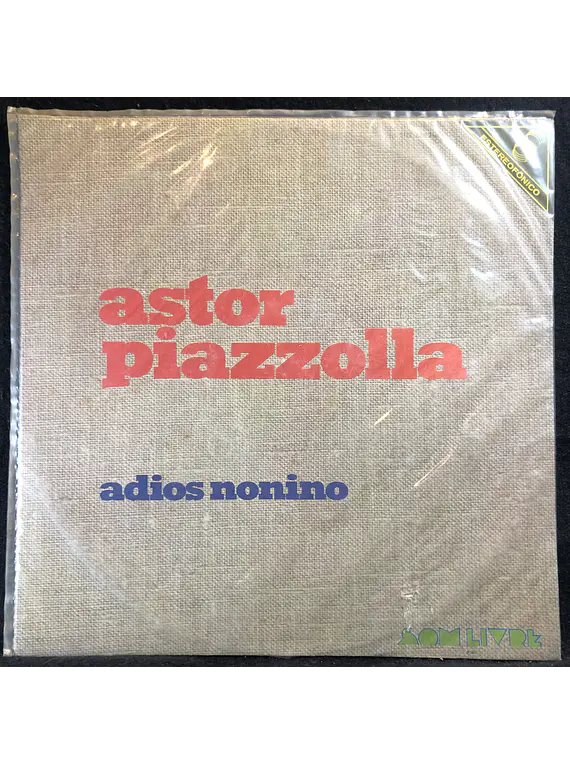 ESTEREOFÔNICO
astor
piazzolla
adios nonino
SOM LIVRE